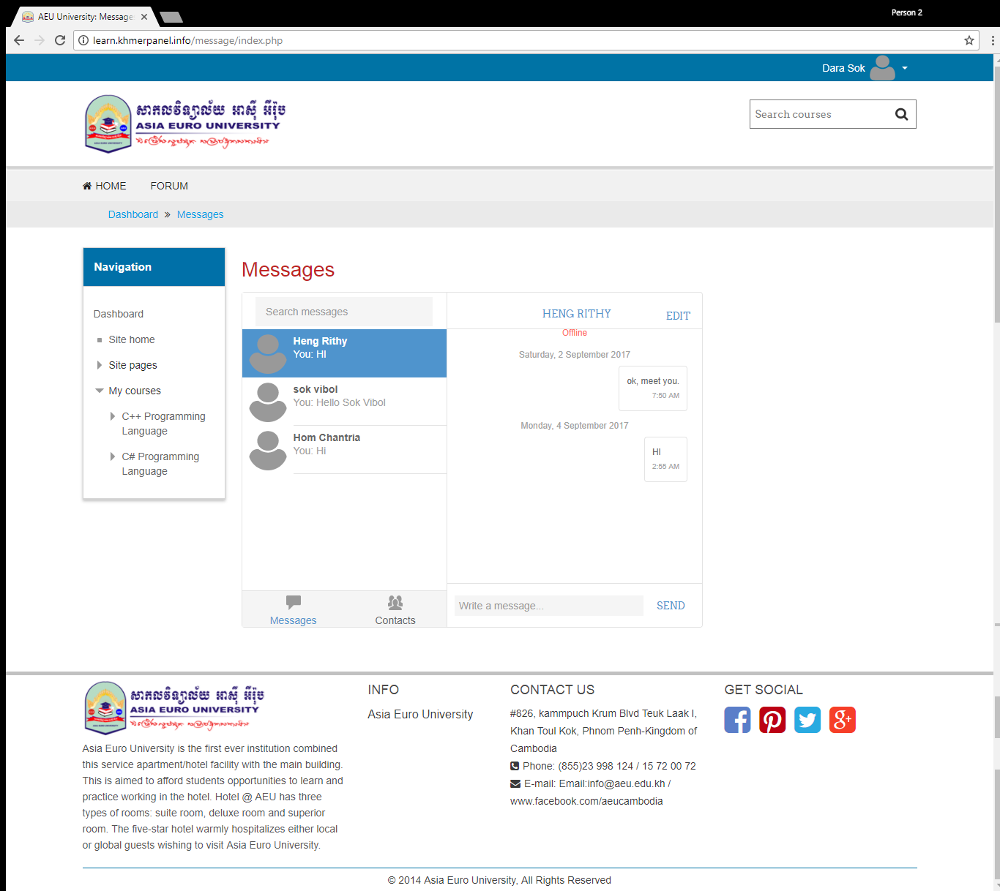 AEU University: Message
Person 2
learn.khmerpanel.info/message/index.php
Dara Sok
សាកលវិទ្យាល័យ អាស៊ី អឺរ៉ុប
ASIA EURO UNIVERSITY
Search courses
HOME
FORUM
Dashboard » Messages
Navigation
Dashboard
Site home
Site pages
My courses
C++ Programming
Language
C# Programming
Language
Messages
Search messages
Heng Rithy
You: HI
sok vibol
You: Hello Sok Vibol
Hom Chantria
You: Hi
Messages
Contacts
HENG RITHY
EDIT
Offline
Saturday, 2 September 2017
ok, meet you.
7:50 AM
Monday, 4 September 2017
HI
2:55 AM
Write a message...
SEND
សាកលវិទ្យាល័យ អាស៊ី អឺរ៉ុប
ASIA EURO UNIVERSITY
Asia Euro University is the first ever institution combined
this service apartment/hotel facility with the main building.
This is aimed to afford students opportunities to learn and
practice working in the hotel. Hotel @ AEU has three
types of rooms: suite room, deluxe room and superior
room. The five-star hotel warmly hospitalizes either local
or global guests wishing to visit Asia Euro University.
INFO
Asia Euro University
CONTACT US
#826, kammpuch Krum Blvd Teuk Laak I,
Khan Toul Kok, Phnom Penh-Kingdom of
Cambodia
Phone: (855)23 998 124 / 15 72 00 72
E-mail: Email:info@aeu.edu.kh /
www.facebook.com/aeucambodia
GET SOCIAL
© 2014 Asia Euro University, All Rights Reserved